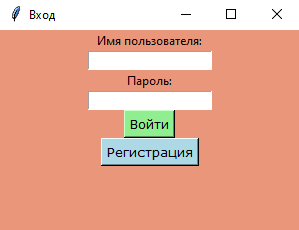 Вход
Имя пользователя:
Пароль:
Войти
Регистрация